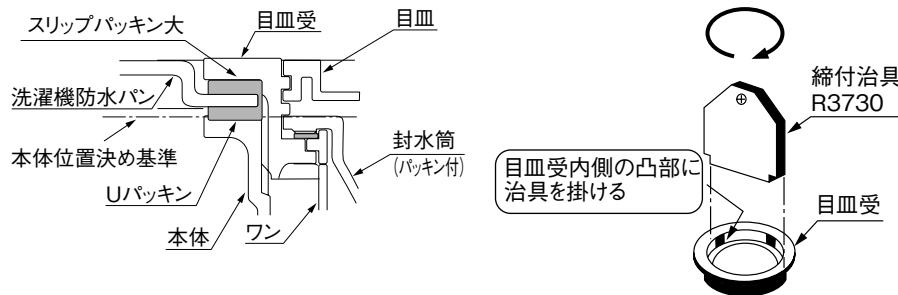 スリップパッキン大
目皿受
目皿
洗濯機防水パン
本体位置決め基準
Uパッキン
本体
ワン
封水筒
(パッキン付)
締付治具
R3730
目皿受内側の凸部に
治具を掛ける
目皿受